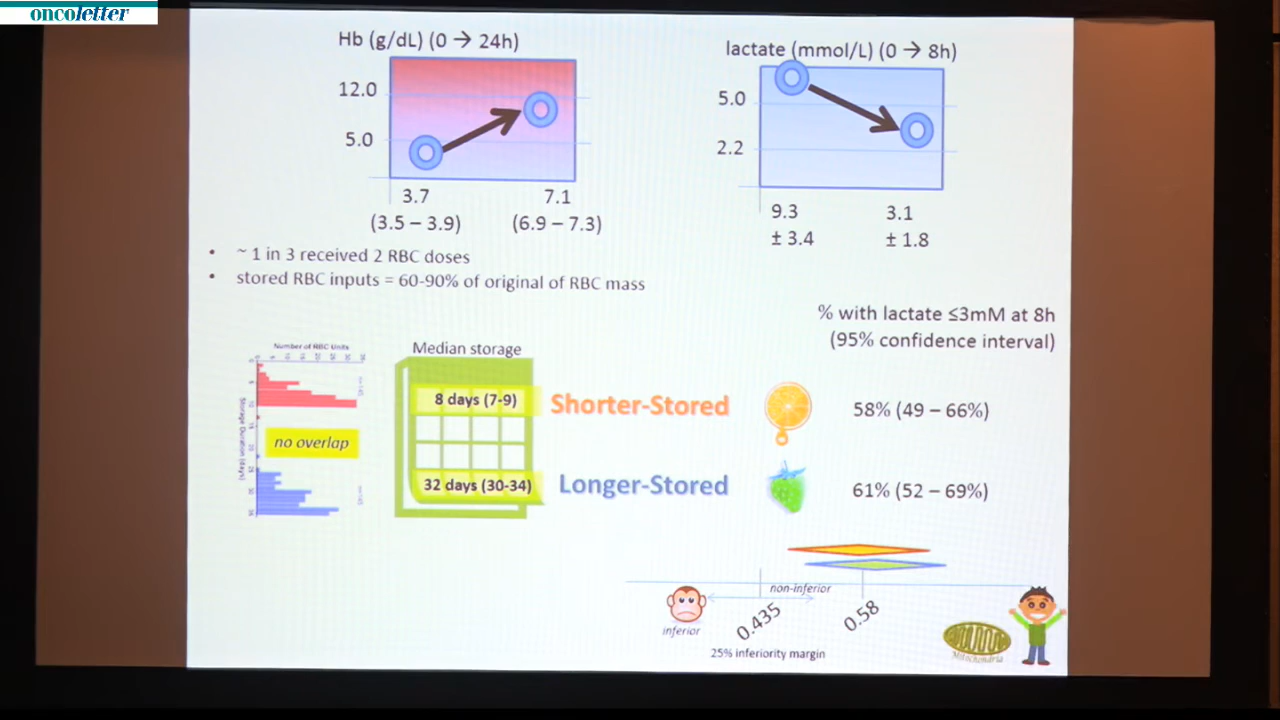 oncoletter
Hb (g/dL) (0 → 24h)
12.0
5.0
3.7
7.1
(3.5 – 3.9)
(6.9 – 7.3)
lactate (mmol/L) (0 → 8h)
5.0
2.2
9.3
3.1
± 3.4
± 1.8
• ~ 1 in 3 received 2 RBC doses
• stored RBC inputs = 60-90% of original of RBC mass
% with lactate ≤3mM at 8h
(95% confidence interval)
Number of RBC Units
Storage Duration (days)
no overlap
Median storage
8 days (7-9)
Shorter-Stored
58% (49 – 66%)
32 days (30-34)
Longer-Stored
61% (52 – 69%)
non-inferior
inferior
0.435
0.58
25% inferiority margin
Mitochondria